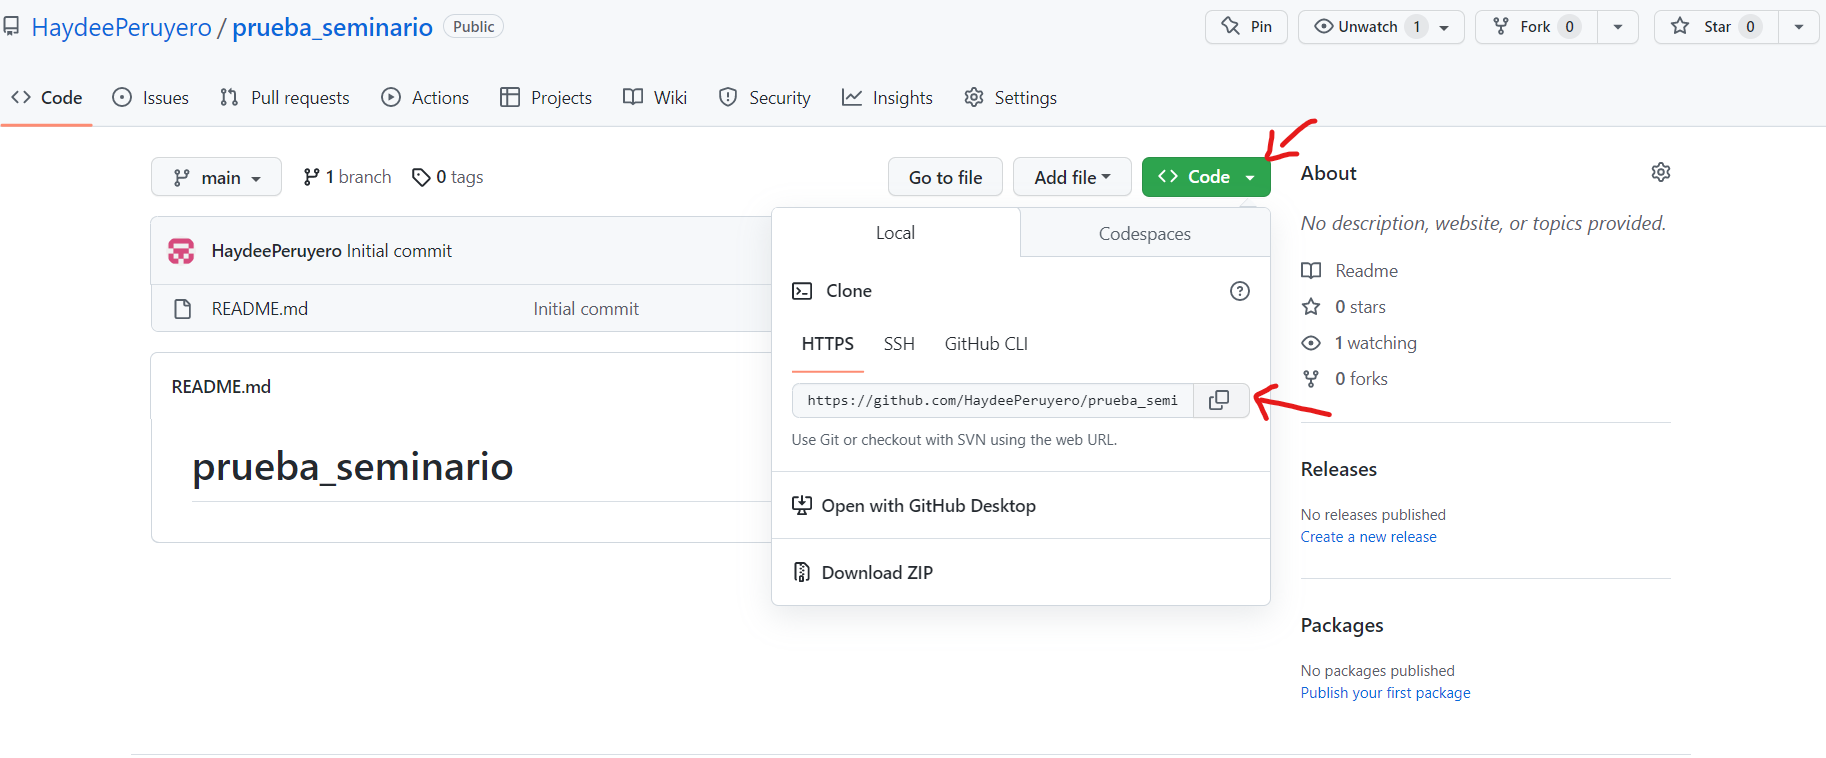 HaydeePeruyero / prueba_seminario Public
Pin
Unwatch 1
Fork 0
Star 0
Code
Issues
Pull requests
Actions
Projects
Wiki
Security
Insights
Settings
main
1 branch
0 tags
Go to file
Add file
Code
HaydeePeruyero Initial commit
README.md Initial commit
README.md
prueba_seminario
Local
Codespaces
Clone
HTTPS
SSH
GitHub CLI
https://github.com/HaydeePeruyero/prueba_semi
Use Git or checkout with SVN using the web URL.
Open with GitHub Desktop
Download ZIP
About
No description, website, or topics provided.
Readme
0 stars
1 watching
0 forks
Releases
No releases published
Create a new release
Packages
No packages published
Publish your first package